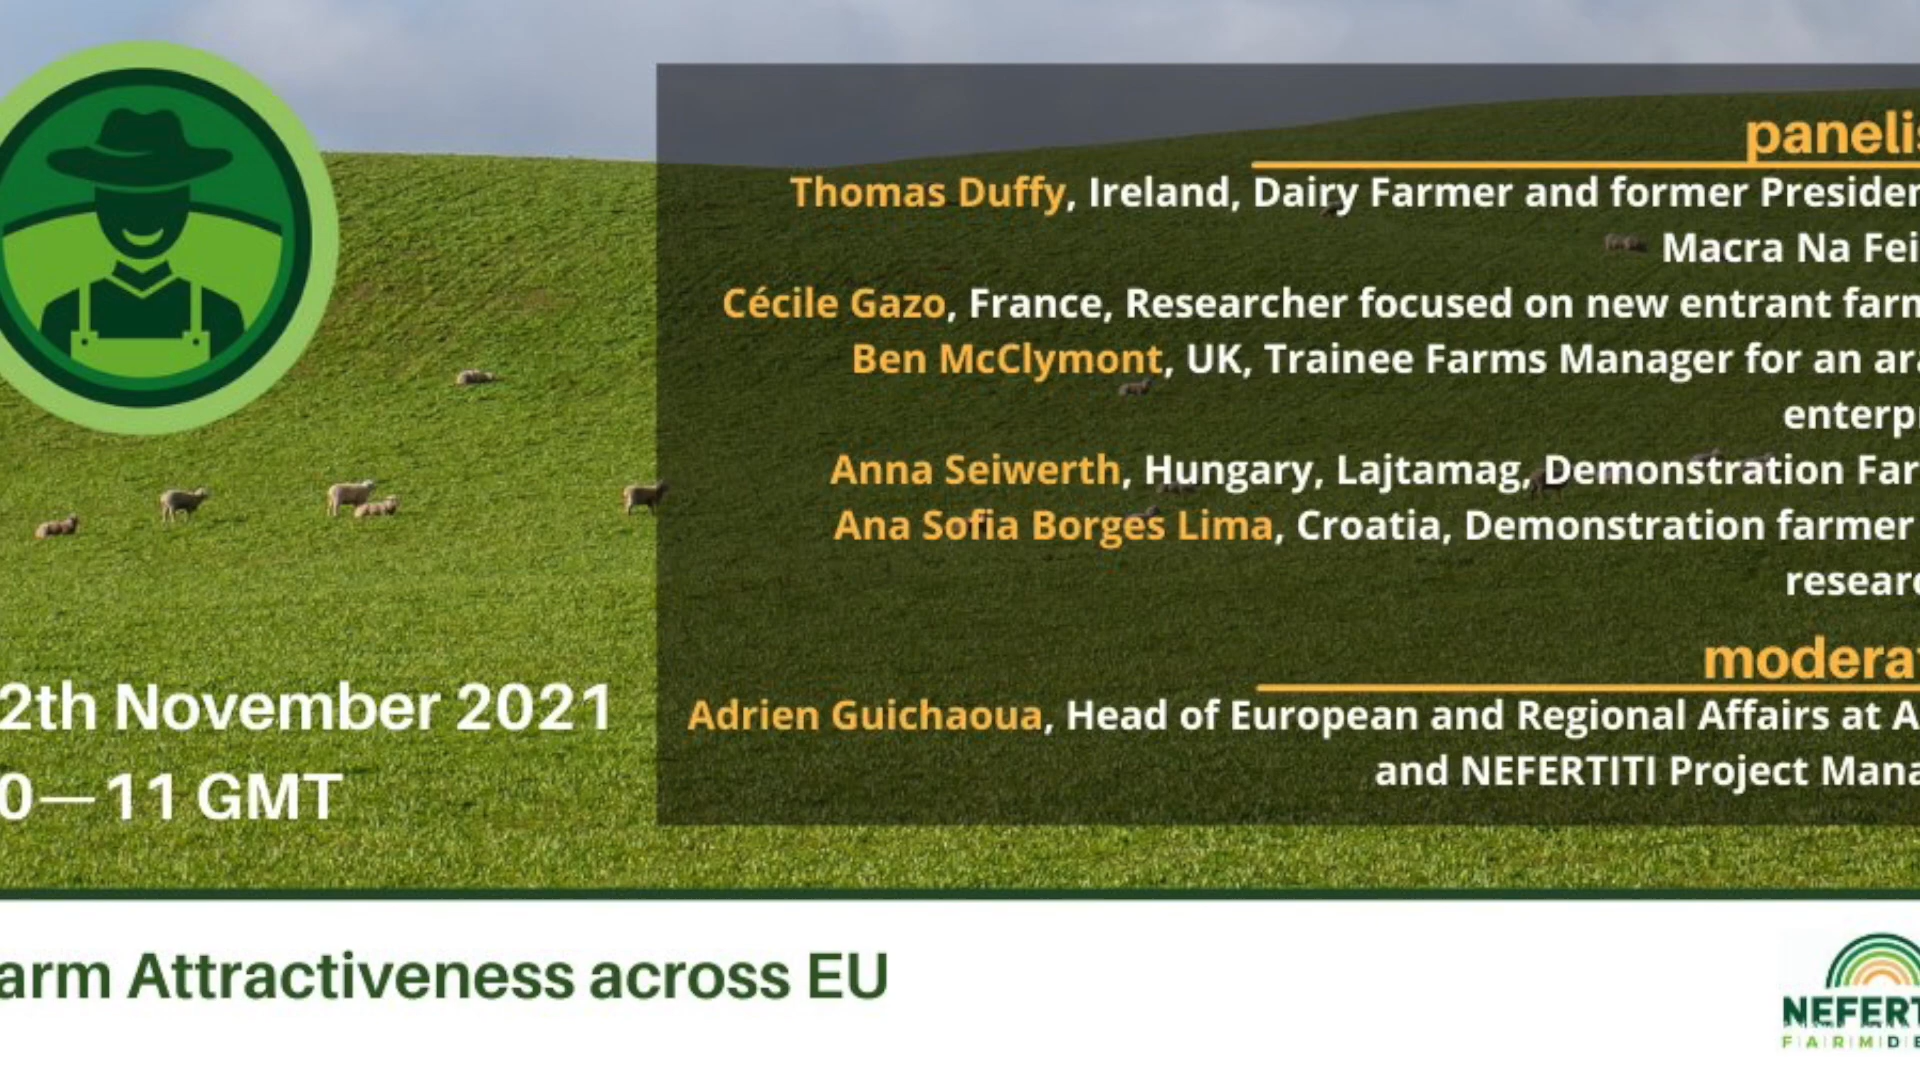 panelis
Thomas Duffy, Ireland, Dairy Farmer and former Presiden
Macra Na Fei
Cécile Gazo, France, Researcher focused on new entrant farm
Ben McClymont, UK, Trainee Farms Manager for an ara
enterp
Anna Seiwerth, Hungary, Lajtamag, Demonstration Far
Ana Sofia Borges Lima, Croatia, Demonstration farmer
researc
moderat
Adrien Guichaoua, Head of European and Regional Affairs at A
and NEFERTITI Project Mana
2th November 2021
0—11 GMT
arm Attractiveness across EU
NEFERT
FARMDE